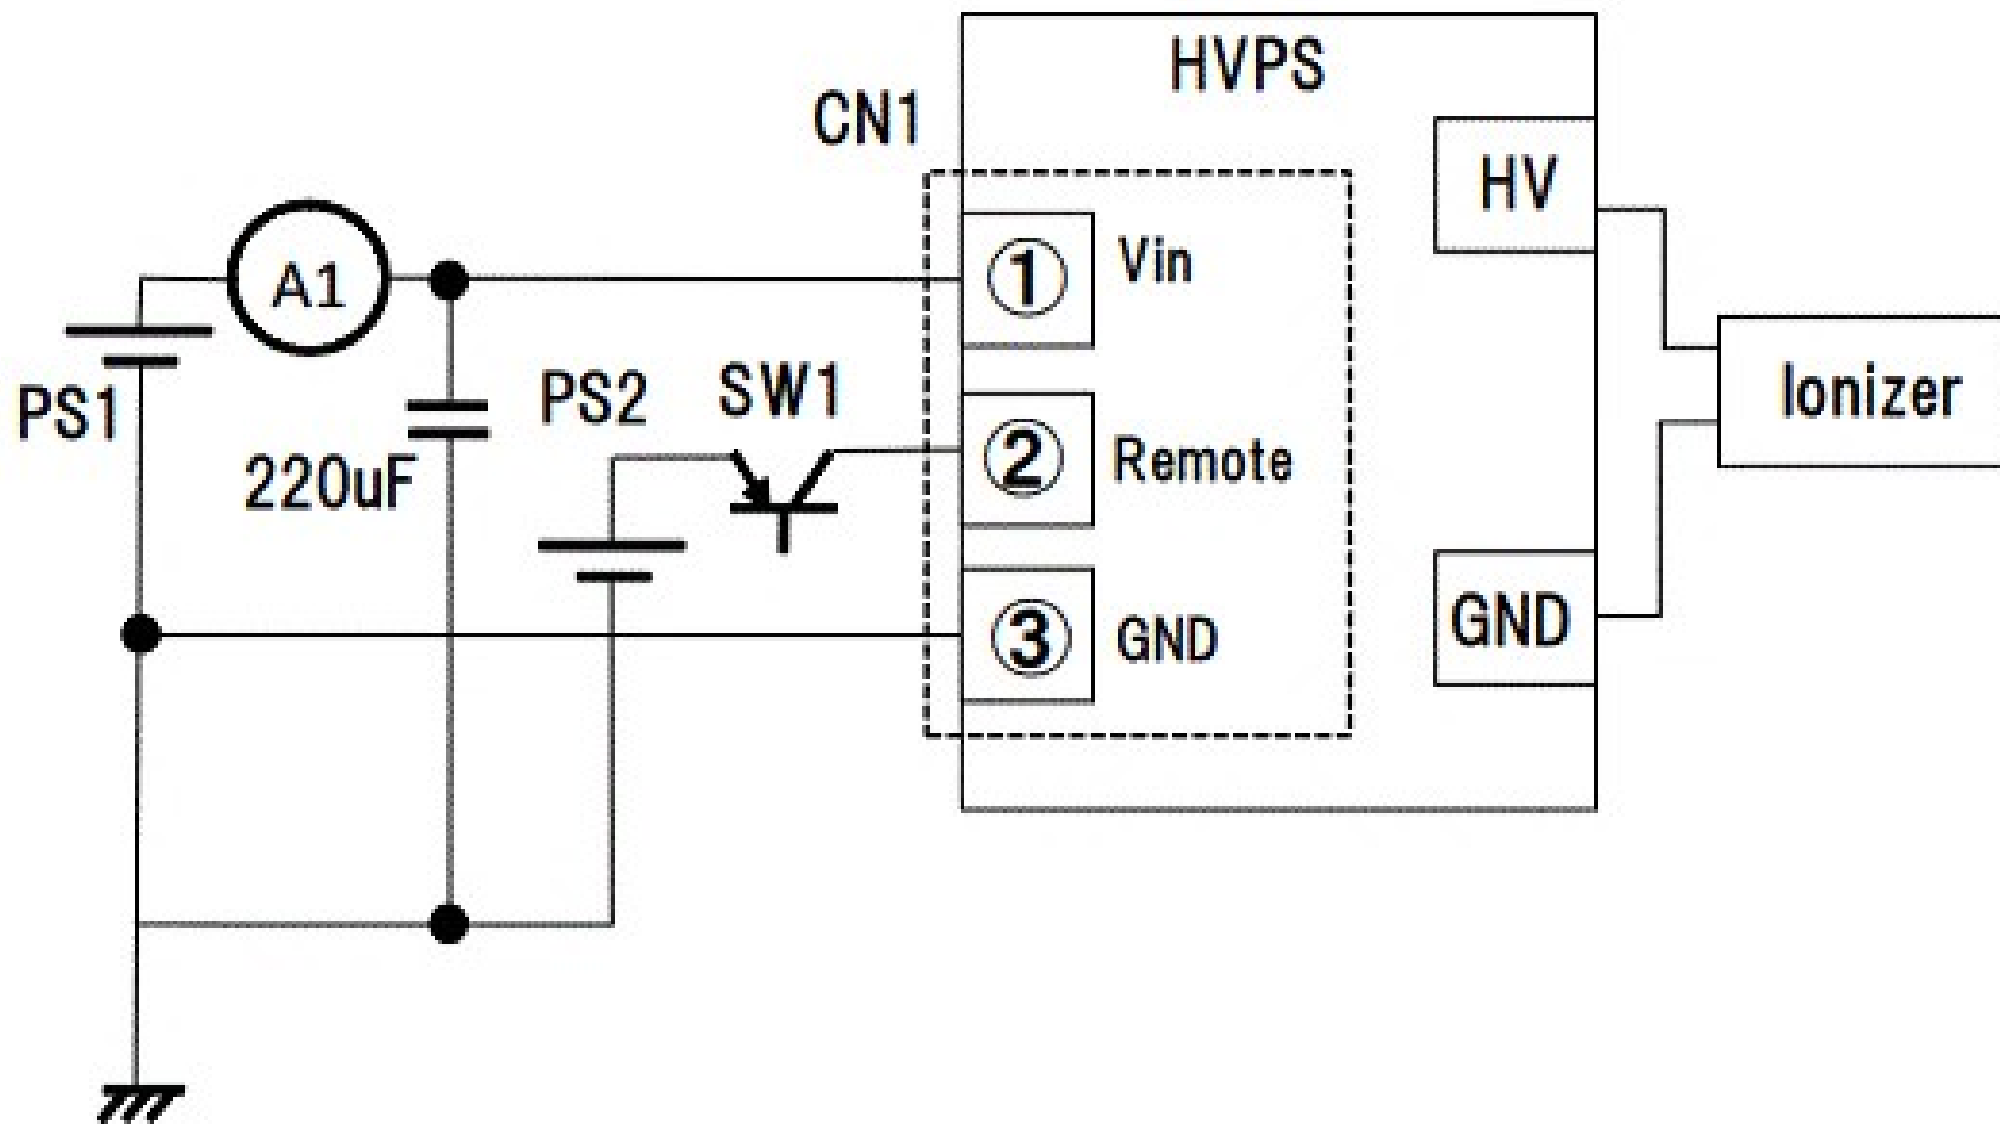 HVPS
CN1
HV
A1
① Vin
PS1
220uF
PS2
SW1
② Remote
Ionizer
③ GND
GND